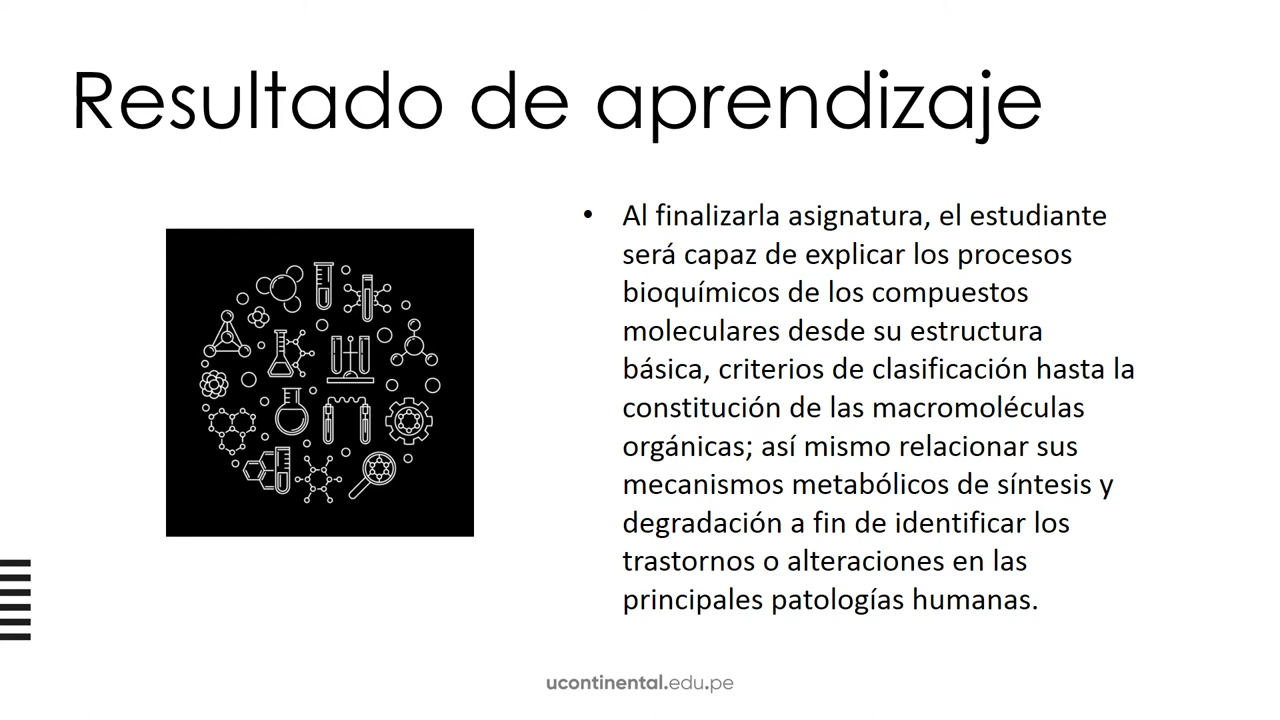 Resultado de aprendizaje
• Al finalizarla asignatura, el estudiante
será capaz de explicar los procesos
bioquímicos de los compuestos
moleculares desde su estructura
básica, criterios de clasificación hasta la
constitución de las macromoléculas
orgánicas; así mismo relacionar sus
mecanismos metabólicos de síntesis y
degradación a fin de identificar los
trastornos o alteraciones en las
principales patologías humanas.
ucontinental.edu.pe